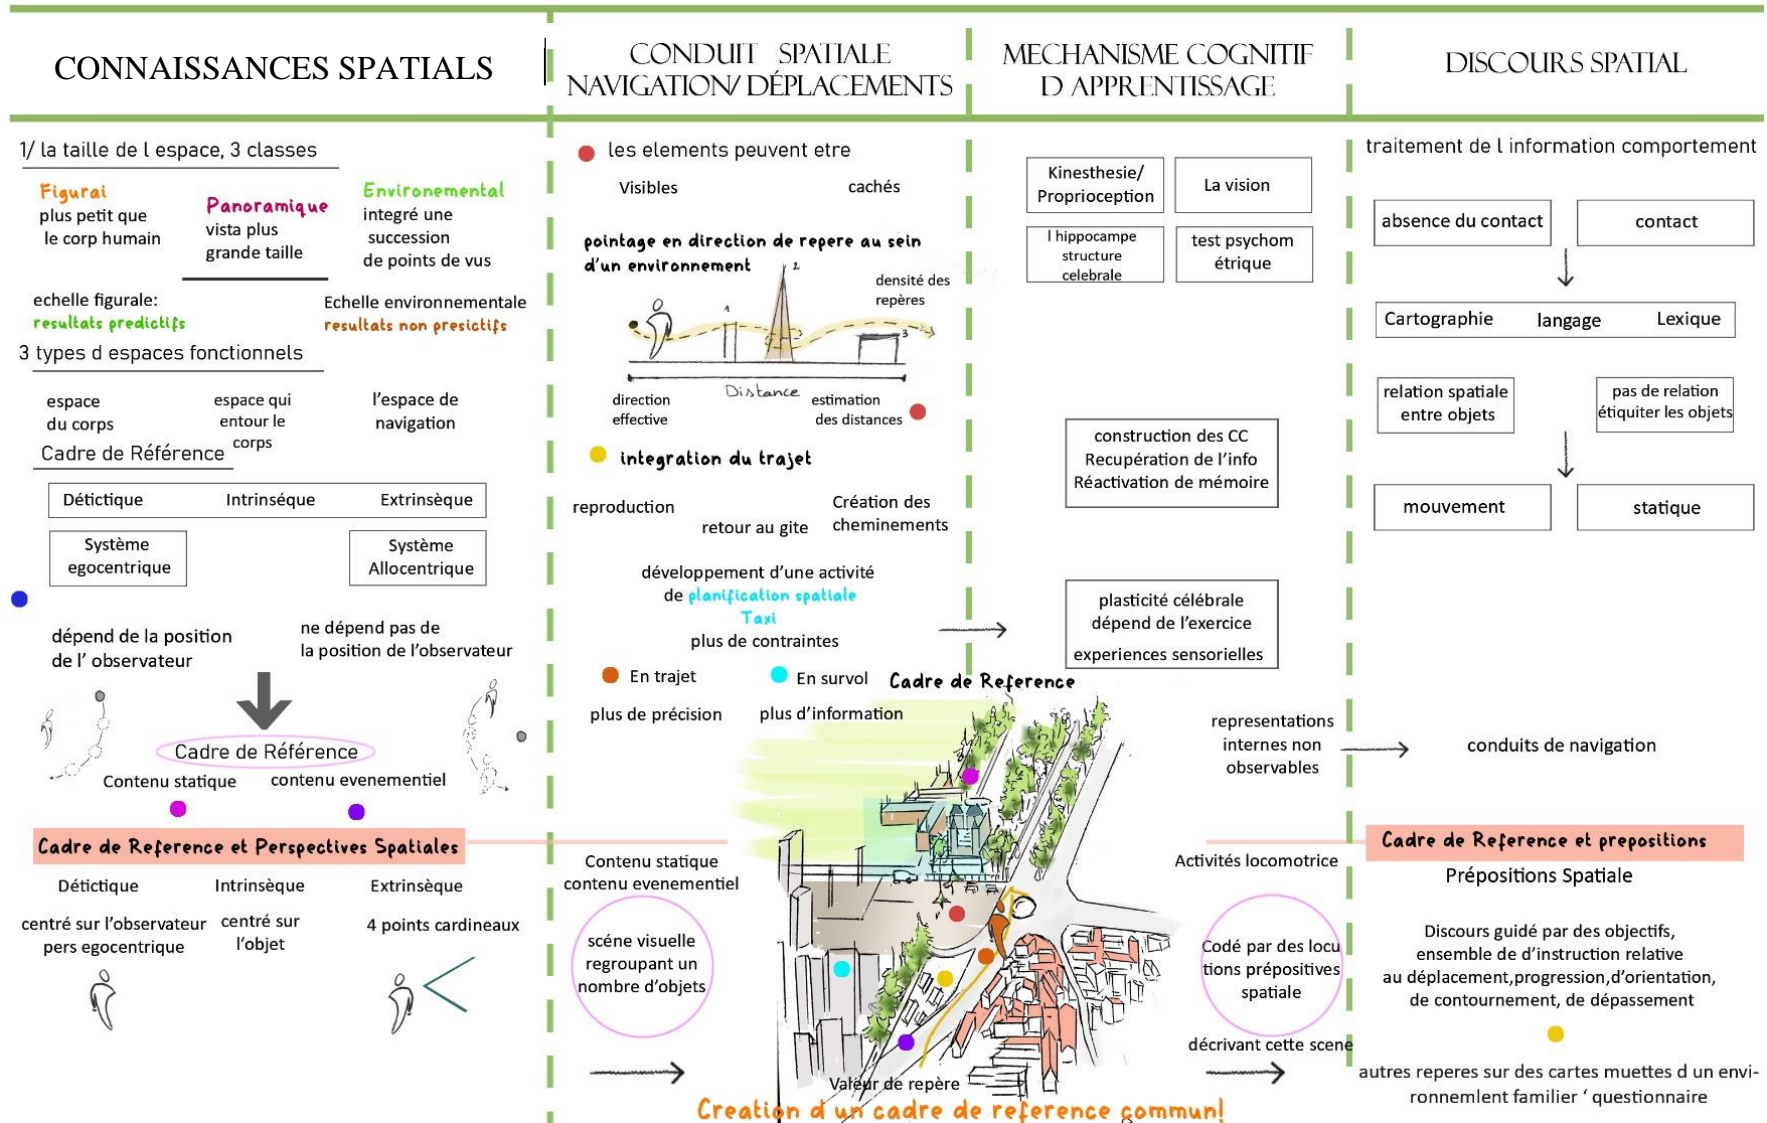 CONNAISSANCES SPATIALS
1/ la taille de l espace, 3 classes
Figurai
plus petit que
le corp humain
Panoramique
vista plus
grande taille
Environemental
integré une
succession
de points de vus
echelle figurale:
resultats predictifs
Echelle environnementale
resultats non presictifs
3 types d espaces fonctionnels
espace
du corps
espace qui
entour le
corps
l'espace de
navigation
Cadre de Référence
Détictique
Intrinséque
Extrinsèque
Système
egocentrique
Système
Allocentrique
dépend de la position
de l' observateur
ne dépend pas de
la position de l'observateur
Cadre de Référence
Contenu statique
contenu evenementiel
Cadre de Reference et Perspectives Spatiales
Détictique
Intrinsèque
Extrinsèque
centré sur l'observateur
pers egocentrique
centré sur
l'objet
4 points cardineaux
CONDUIT SPATIALE
NAVIGATION/ DÉPLACEMENTS
les elements peuvent etre
Visibles
cachés
pointage en direction de repere au sein
d'un environnement
densité des
repères
1
2
3
Distance
direction
effective
estimation
des distances
integration du trajet
reproduction
retour au gite
Création des
cheminements
développement d'une activité
de planification spatiale
Taxi
plus de contraintes
En trajet
En survol
plus de précision
plus d'information
Cadre de Reference
Contenu statique
contenu evenementiel
scéne visuelle
regroupant un
nombre d'objets
Valeur de repère
Creation d un cadre de reference commun!
MECHANISME COGNITIF
D APPRENTISSAGE
Kinesthesie/
Proprioception
La vision
l hippocampe
structure
celebrale
test psychom
étrique
construction des CC
Recupération de l'info
Réactivation de mémoire
plasticité célébrale
dépend de l'exercice
experiences sensorielles
representations
internes non
observables
Activités locomotrice
Codé par des locu
tions prépositives
spatiale
décrivant cette scene
DISCOURS SPATIAL
traitement de l information comportement
absence du contact
contact
Cartographie
langage
Lexique
relation spatiale
entre objets
pas de relation
étiquiter les objets
mouvement
statique
conduits de navigation
Cadre de Reference et prepositions
Prépositions Spatiale
Discours guidé par des objectifs,
ensemble de d'instruction relative
au déplacement,progression,d'orientation,
de contournement, de dépassement
autres reperes sur des cartes muettes d un envi-
ronnemlent familier ' questionnaire